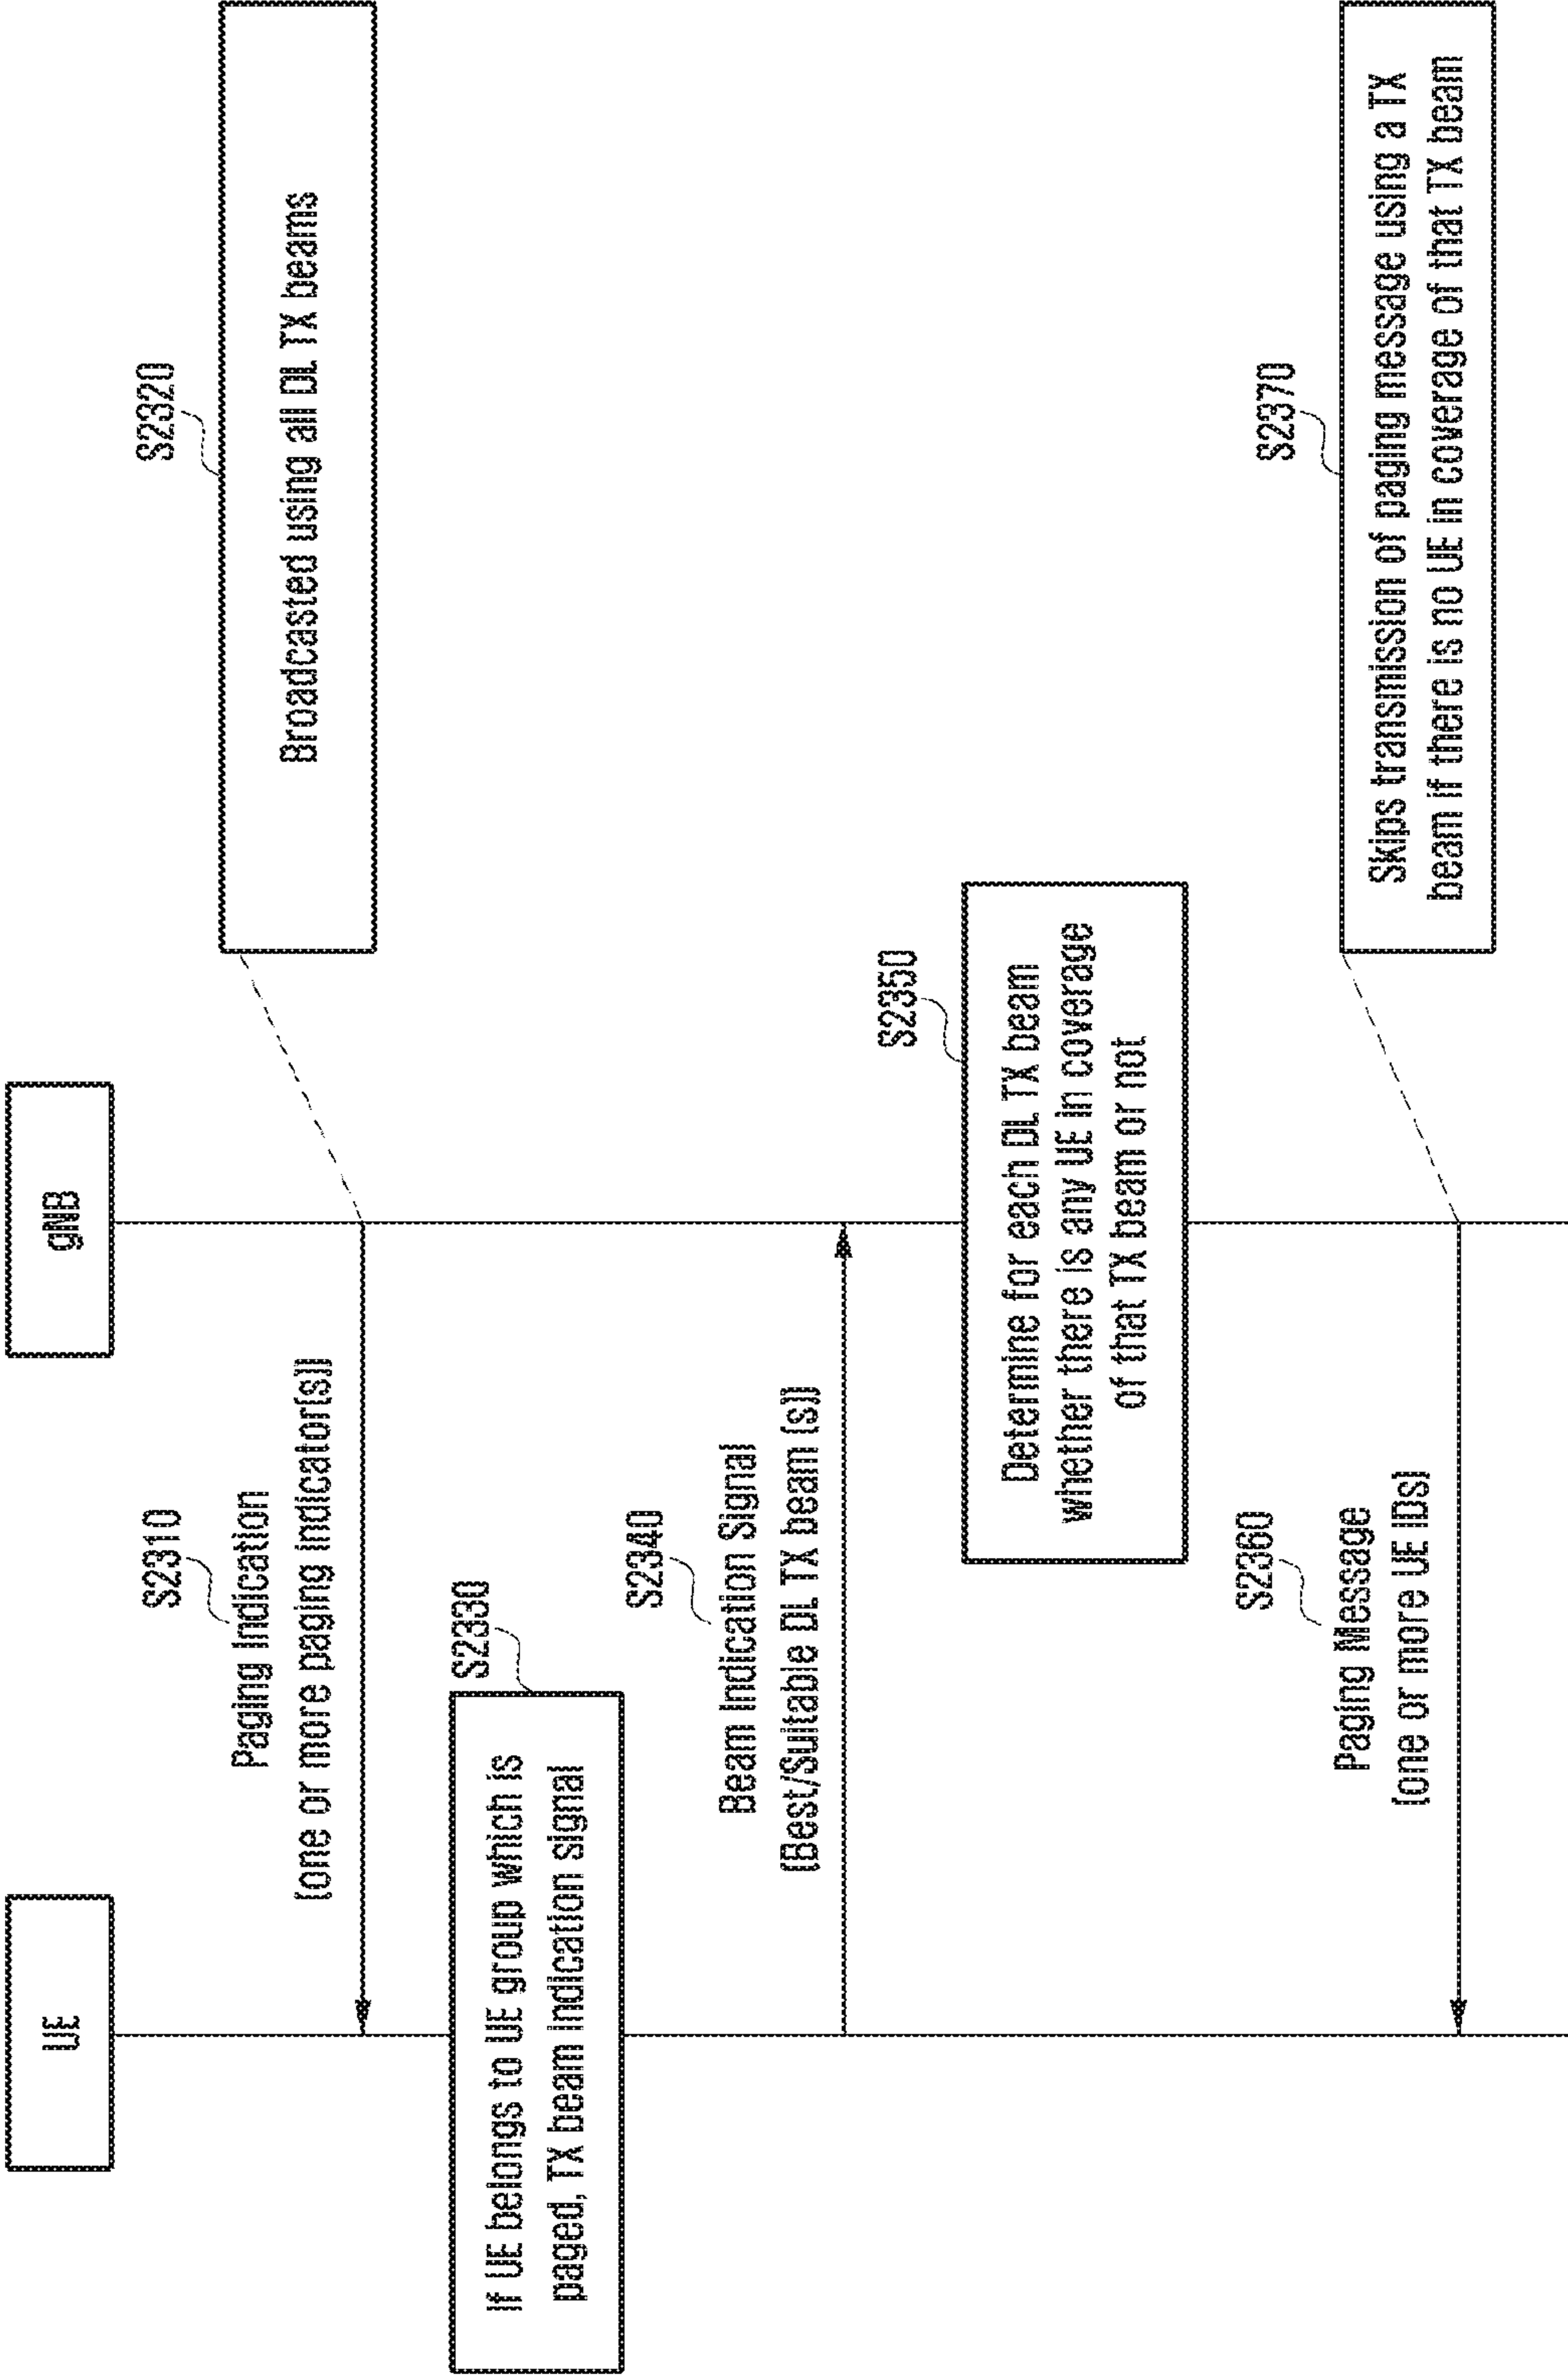 UE
gNB
S2310
Paging Indication
(one or more paging indicator(s))
S2320
Broadcasted using all DL TX beams
S2330
If UE belongs to UE group which is
paged, TX beam indication signal
S2340
Beam Indication Signal
(Best/Suitable DL TX beam (s))
S2350
Determine for each DL TX beam
whether there is any UE in coverage
of that TX beam or not
S2360
Paging Message
(one or more UE IDs)
S2370
Skips transmission of paging message using a TX
beam if there is no UE in coverage of that TX beam